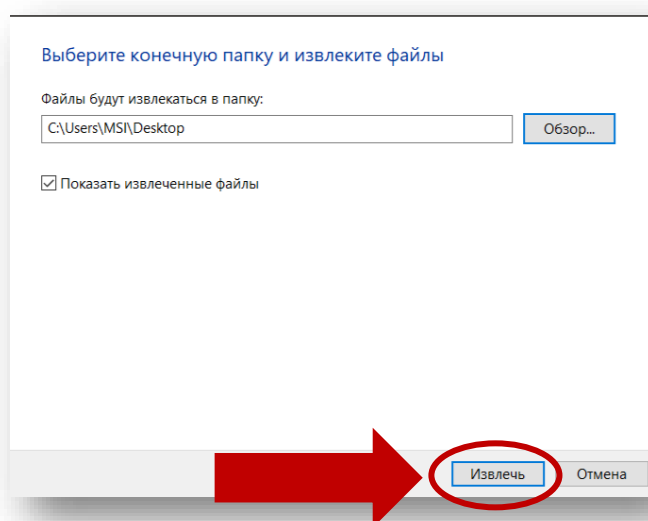 Выберите конечную папку и извлеките файлы
Файлы будут извлекаться в папку:
C:\Users\MSI\Desktop
Обзор...
Показать извлеченные файлы
Извлечь
Отмена